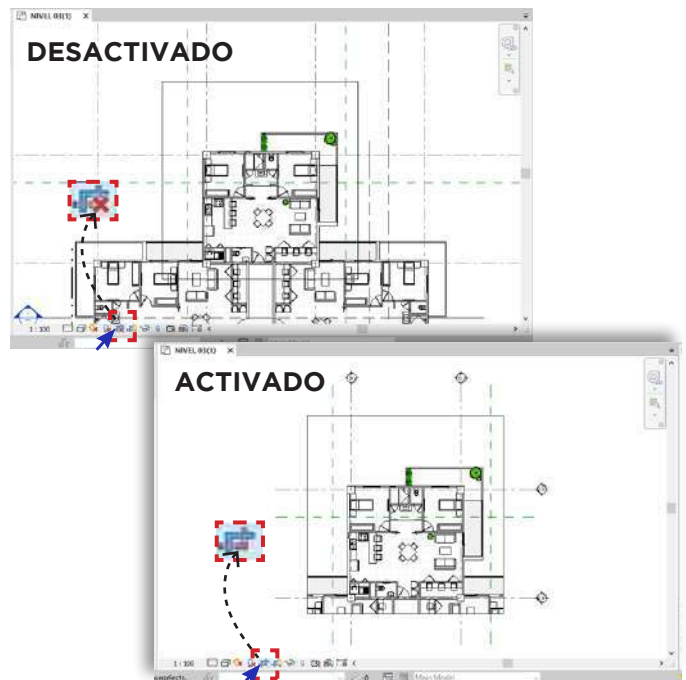 NIVEL 03(1)
DESACTIVADO
1 : 100
NIVEL 03(1)
ACTIVADO
1 : 100
Main Model